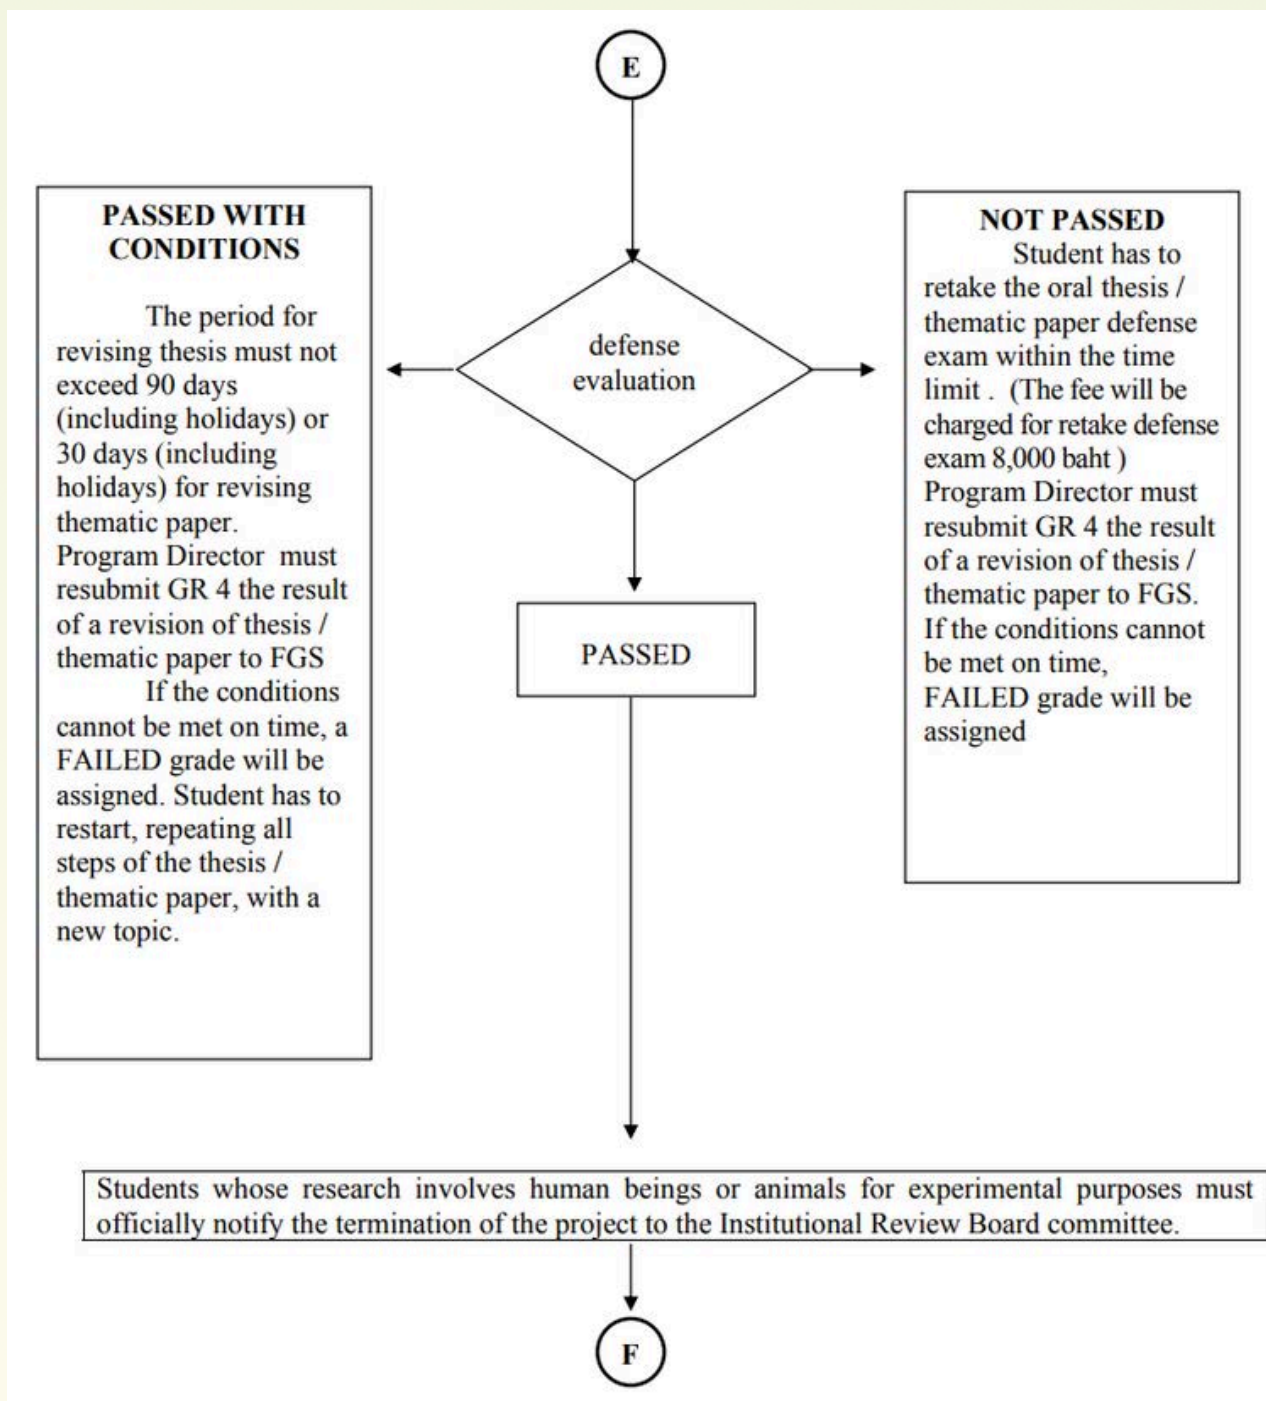 E
PASSED WITH
CONDITIONS
The period for
revising thesis must not
exceed 90 days
(including holidays) or
30 days (including
holidays) for revising
thematic paper.
Program Director must
resubmit GR 4 the result
of a revision of thesis /
thematic paper to FGS
If the conditions
cannot be met on time, a
FAILED grade will be
assigned. Student has to
restart, repeating all
steps of the thesis /
thematic paper, with a
new topic.
defense
evaluation
NOT PASSED
Student has to
retake the oral thesis /
thematic paper defense
exam within the time
limit . (The fee will be
charged for retake defense
exam 8,000 baht )
Program Director must
resubmit GR 4 the result
of a revision of thesis /
thematic paper to FGS.
If the conditions cannot
be met on time,
FAILED grade will be
assigned
PASSED
Students whose research involves human beings or animals for experimental purposes must
officially notify the termination of the project to the Institutional Review Board committee.
F